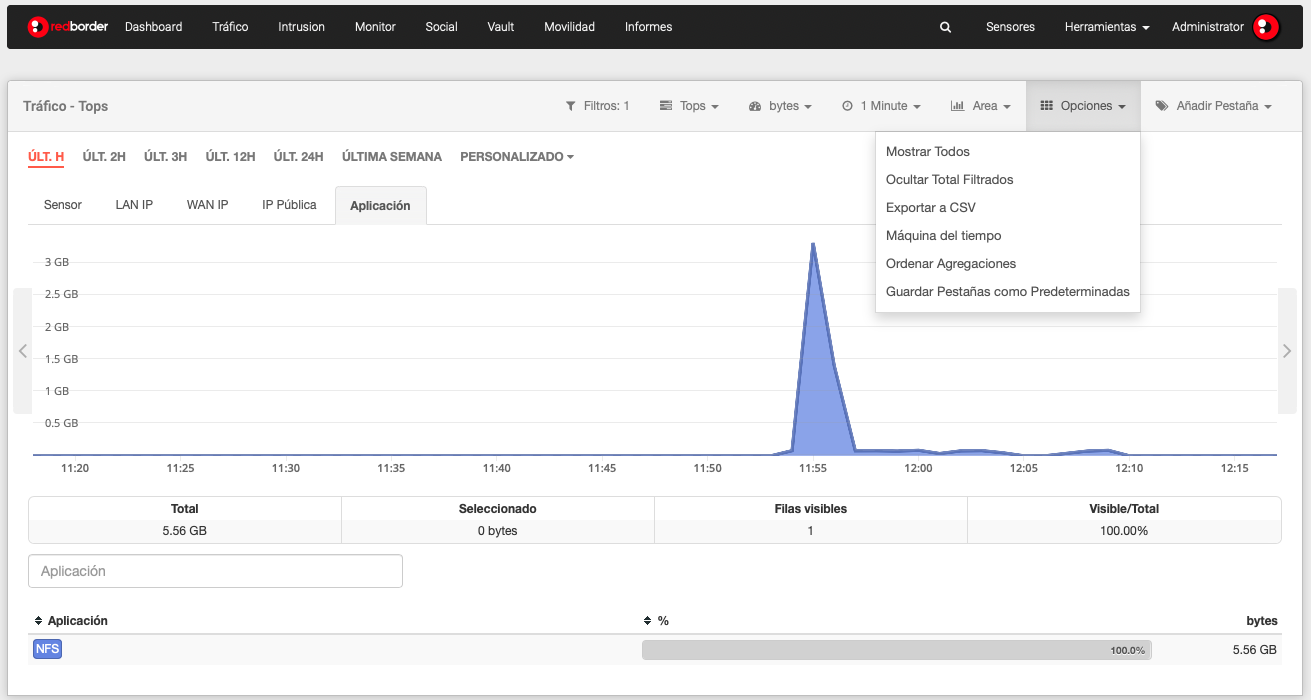 redborder Dashboard Tráfico Intrusion Monitor Social Vault Movilidad Informes Sensores Herramientas Administrator
Tráfico - Tops Filtros: 1 Tops bytes 1 Minute Area Opciones Añadir Pestaña
Mostrar Todos
Ocultar Total Filtrados
Exportar a CSV
Máquina del tiempo
Ordenar Agregaciones
Guardar Pestañas como Predeterminadas
ÚLT. H ÚLT. 2H ÚLT. 3H ÚLT. 12H ÚLT. 24H ÚLTIMA SEMANA PERSONALIZADO
Sensor LAN IP WAN IP IP Pública Aplicación
3 GB
2.5 GB
2 GB
1.5 GB
1 GB
0.5 GB
11:20 11:25 11:30 11:35 11:40 11:45 11:50 11:55 12:00 12:05 12:10 12:15
Total Seleccionado Filas visibles Visible/Total
5.56 GB 0 bytes 1 100.00%
Aplicación
Aplicación % bytes
NFS 100.0% 5.56 GB